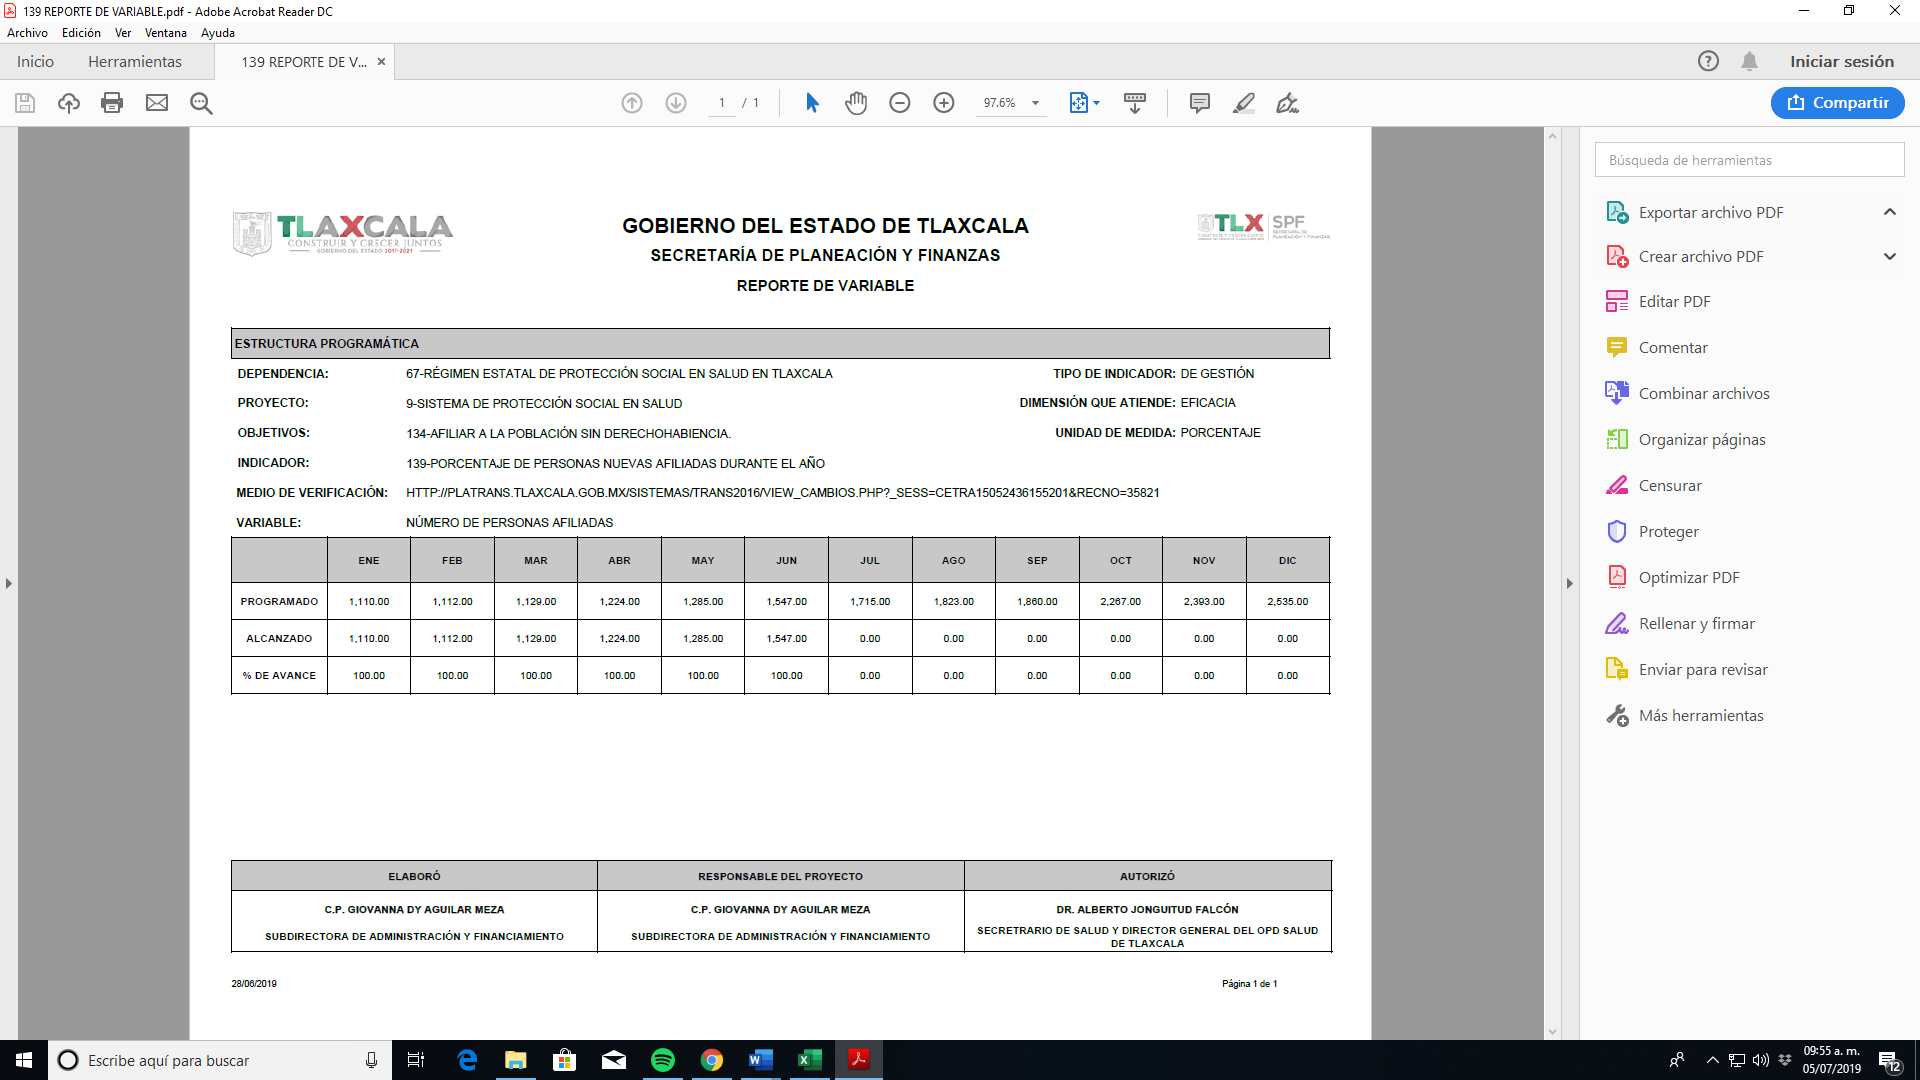 139 REPORTE DE VARIABLE.pdf - Adobe Acrobat Reader DC
Archivo Edición Ver Ventana Ayuda
Inicio Herramientas 139 REPORTE DE V... × Iniciar sesión
1 / 1 97.6% Compartir
Búsqueda de herramientas
Exportar archivo PDF
Crear archivo PDF
Editar PDF
Comentar
Combinar archivos
Organizar páginas
Censurar
Proteger
Optimizar PDF
Rellenar y firmar
Enviar para revisar
Más herramientas
TLAXCALA
CONSTRUIR Y CRECER JUNTOS
GOBIERNO DEL ESTADO 2017-2021
GOBIERNO DEL ESTADO DE TLAXCALA
SECRETARÍA DE PLANEACIÓN Y FINANZAS
REPORTE DE VARIABLE
TLX SPF
SECRETARÍA DE
PLANEACIÓN Y FINANZAS
ESTRUCTURA PROGRAMÁTICA
DEPENDENCIA: 67-RÉGIMEN ESTATAL DE PROTECCIÓN SOCIAL EN SALUD EN TLAXCALA TIPO DE INDICADOR: DE GESTIÓN
PROYECTO: 9-SISTEMA DE PROTECCIÓN SOCIAL EN SALUD DIMENSIÓN QUE ATIENDE: EFICACIA
OBJETIVOS: 134-AFILIAR A LA POBLACIÓN SIN DERECHOHABIENCIA. UNIDAD DE MEDIDA: PORCENTAJE
INDICADOR: 139-PORCENTAJE DE PERSONAS NUEVAS AFILIADAS DURANTE EL AÑO
MEDIO DE VERIFICACIÓN: HTTP://PLATRANS.TLAXCALA.GOB.MX/SISTEMAS/TRANS2016/VIEW_CAMBIOS.PHP?_SESS=CETRA15052436155201&RECNO=35821
VARIABLE: NÚMERO DE PERSONAS AFILIADAS
ENE FEB MAR ABR MAY JUN JUL AGO SEP OCT NOV DIC
PROGRAMADO 1,110.00 1,112.00 1,129.00 1,224.00 1,285.00 1,547.00 1,715.00 1,823.00 1,860.00 2,267.00 2,393.00 2,535.00
ALCANZADO 1,110.00 1,112.00 1,129.00 1,224.00 1,285.00 1,547.00 0.00 0.00 0.00 0.00 0.00 0.00
% DE AVANCE 100.00 100.00 100.00 100.00 100.00 100.00 0.00 0.00 0.00 0.00 0.00 0.00
ELABORÓ RESPONSABLE DEL PROYECTO AUTORIZÓ
C.P. GIOVANNA DY AGUILAR MEZA C.P. GIOVANNA DY AGUILAR MEZA DR. ALBERTO JONGUITUD FALCÓN
SUBDIRECTORA DE ADMINISTRACIÓN Y FINANCIAMIENTO SUBDIRECTORA DE ADMINISTRACIÓN Y FINANCIAMIENTO SECRETRARIO DE SALUD Y DIRECTOR GENERAL DEL OPD SALUD
DE TLAXCALA
28/06/2019 Página 1 de 1
Escribe aquí para buscar
09:55 a. m.
05/07/2019
12